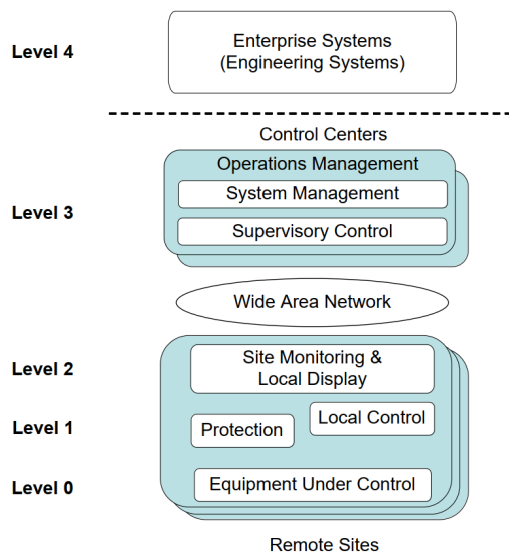 Level 4
Enterprise Systems
(Engineering Systems)
Control Centers
Operations Management
System Management
Level 3
Supervisory Control
Wide Area Network
Level 2
Site Monitoring &
Local Display
Level 1
Protection
Local Control
Level 0
Equipment Under Control
Remote Sites